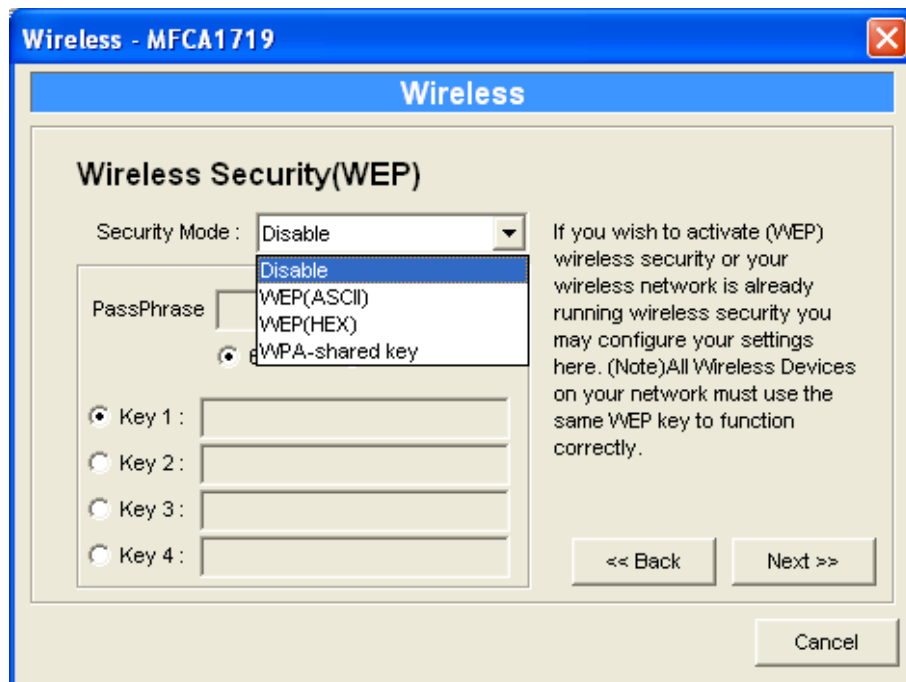 Wireless - MFCA1719
Wireless
Wireless Security(WEP)
Security Mode : Disable
Disable
WEP(ASCII)
WEP(HEX)
WPA-shared key
PassPhrase
Key 1 :
Key 2 :
Key 3 :
Key 4 :
If you wish to activate (WEP)
wireless security or your
wireless network is already
running wireless security you
may configure your settings
here. (Note)All Wireless Devices
on your network must use the
same WEP key to function
correctly.
<< Back
Next >>
Cancel